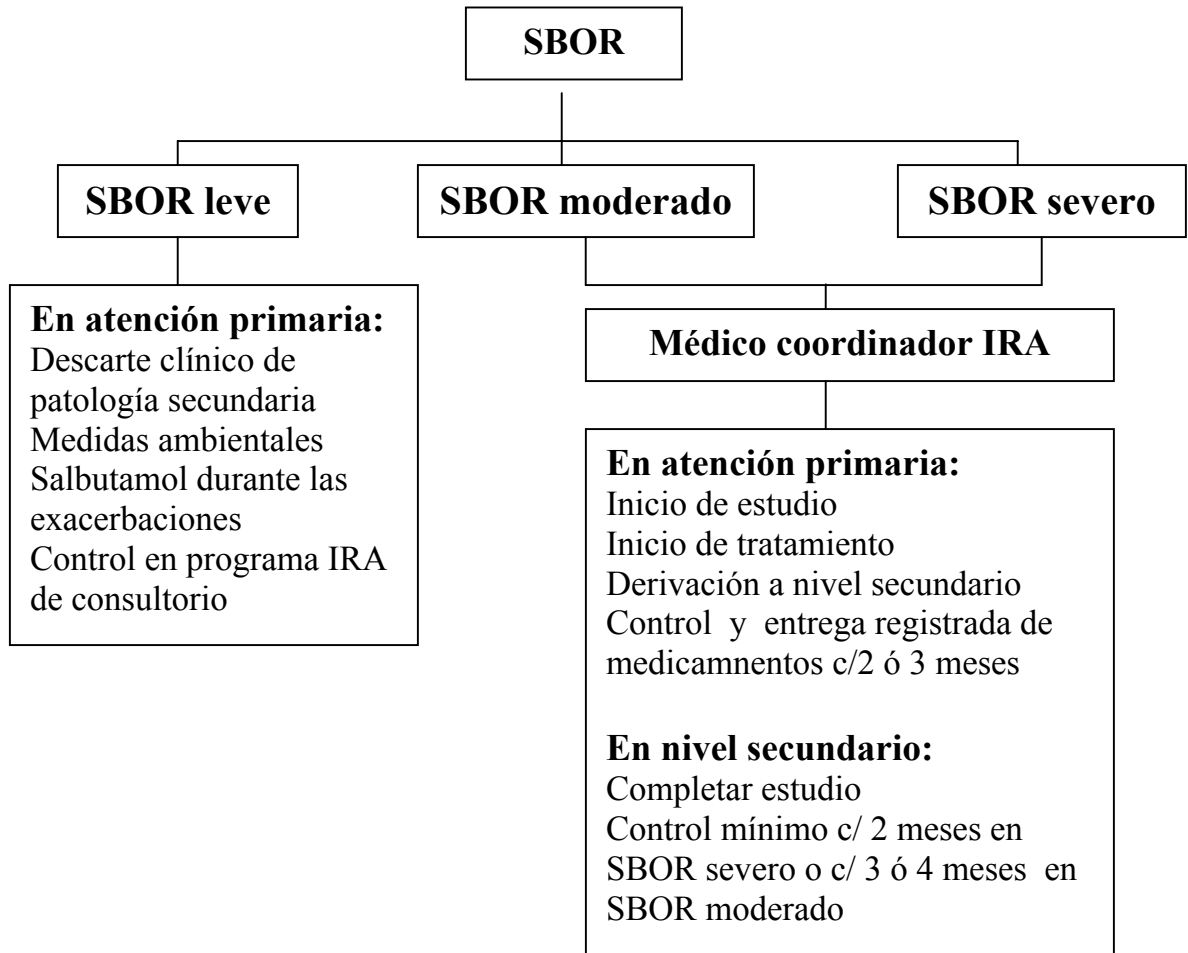 SBOR
SBOR leve
SBOR moderado
SBOR severo
En atención primaria:
Descarte clínico de
patología secundaria
Medidas ambientales
Salbutamol durante las
exacerbaciones
Control en programa IRA
de consultorio
Médico coordinador IRA
En atención primaria:
Inicio de estudio
Inicio de tratamiento
Derivación a nivel secundario
Control y entrega registrada de
medicamnentos c/2 ó 3 meses
En nivel secundario:
Completar estudio
Control mínimo c/ 2 meses en
SBOR severo o c/ 3 ó 4 meses en
SBOR moderado